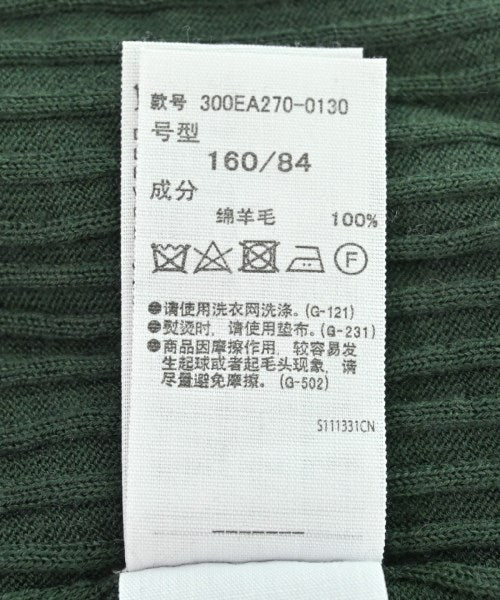 款号 300EA270-0130
号型
160/84
成分
绵羊毛 100%
F
●请使用洗衣网洗涤。(G-121)
●熨烫时，请使用垫布。(G-231)
●商品因摩擦作用，较容易发
生起球或者起毛头现象，请
尽量避免摩擦。(G-502)
S111331CN